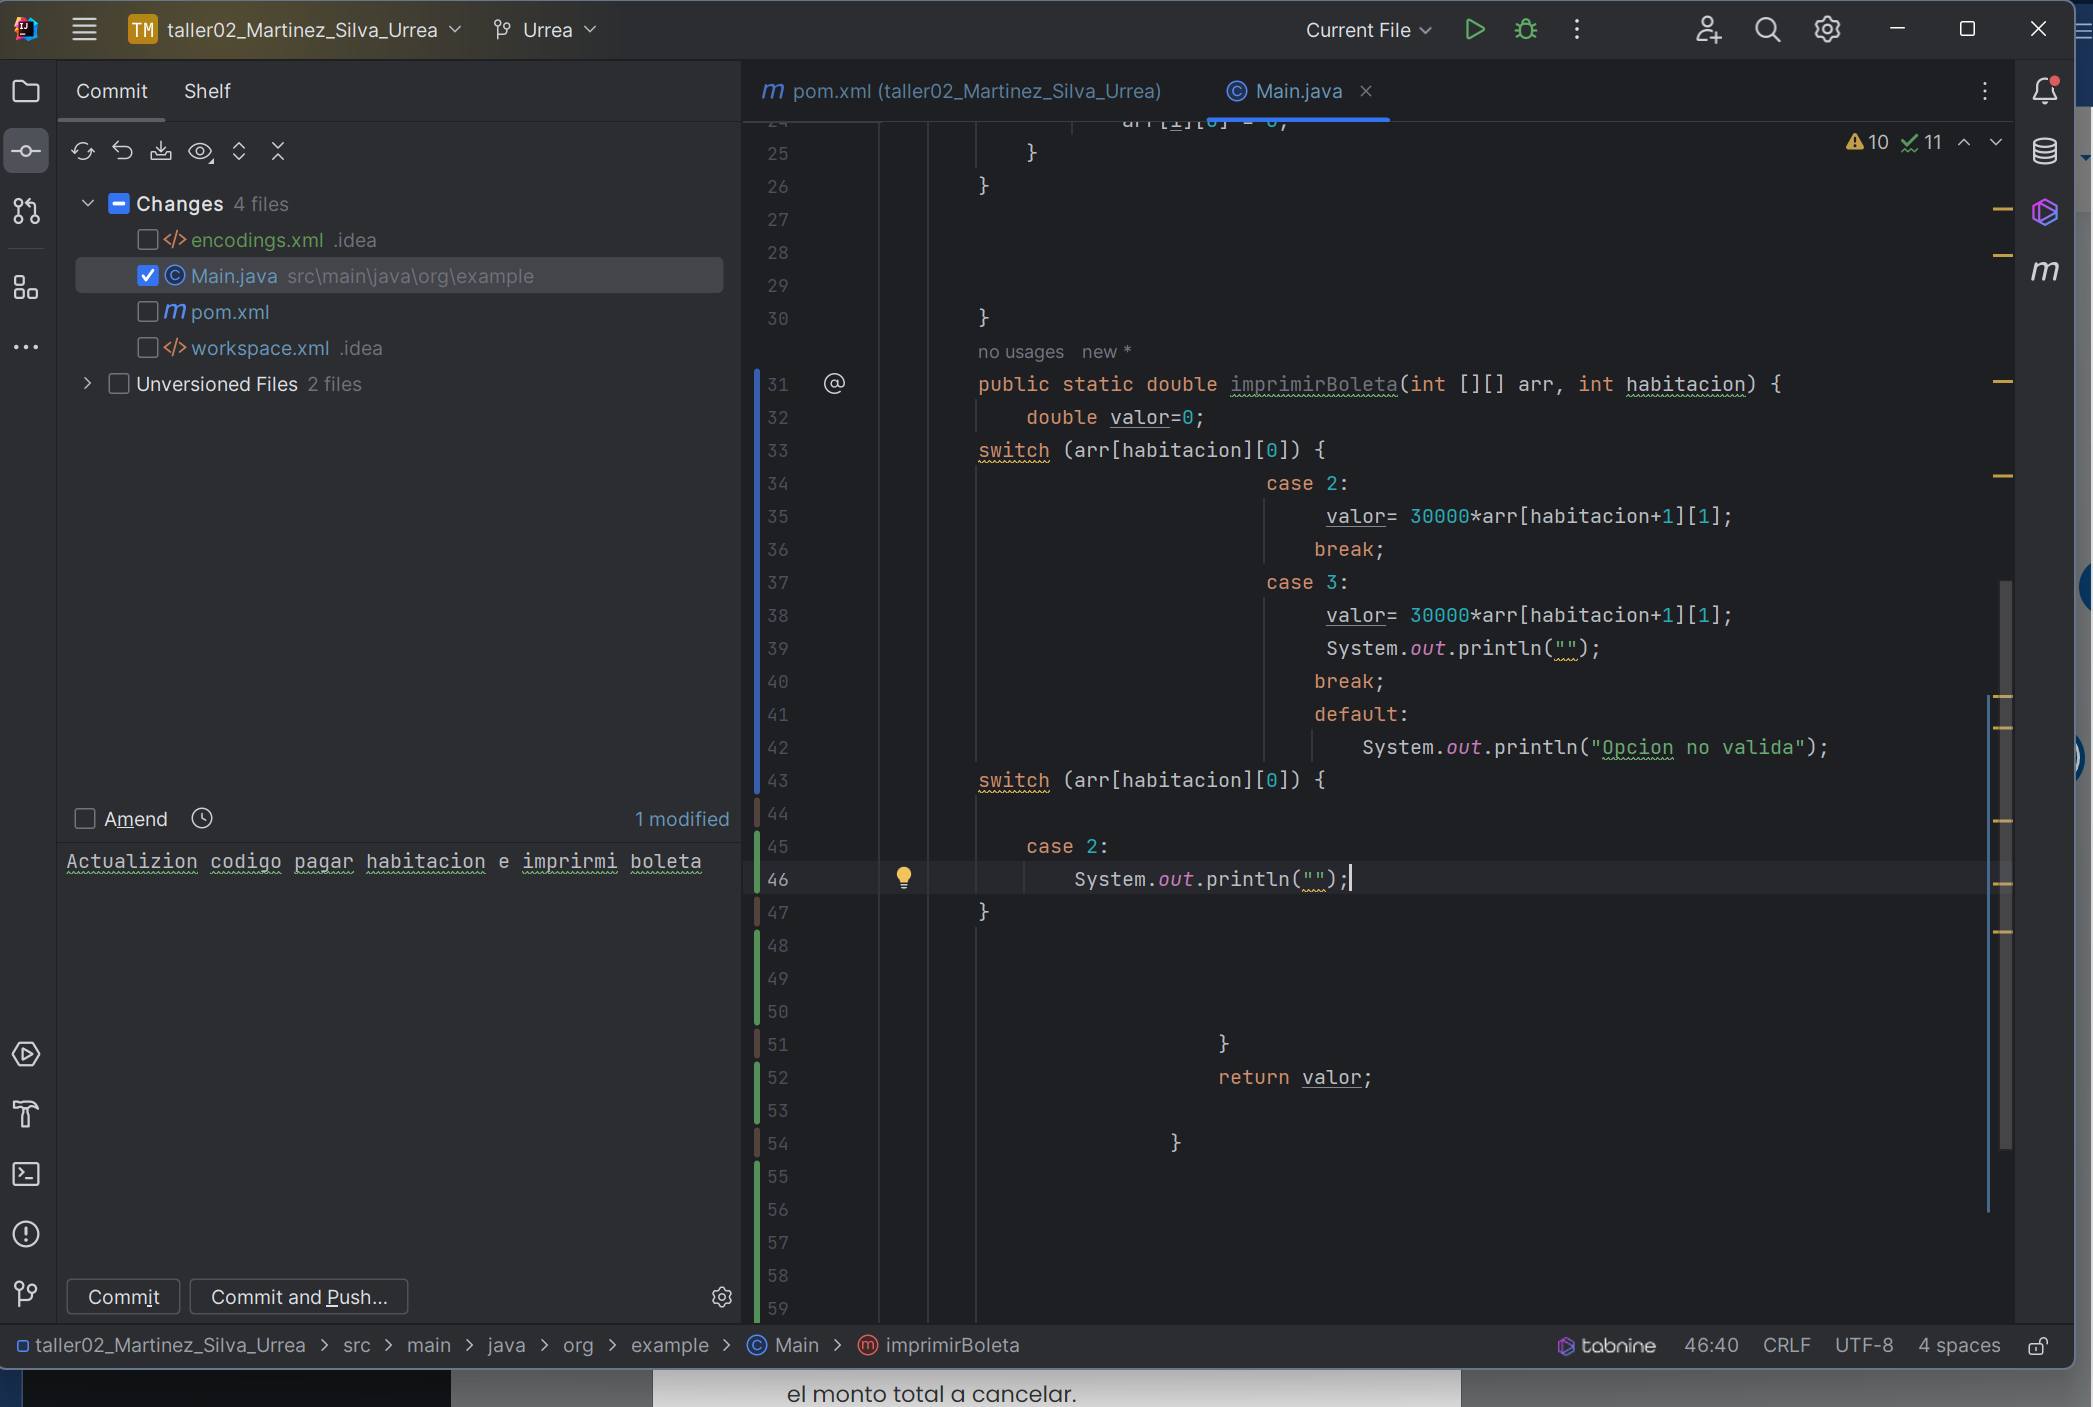 TM taller02_Martinez_Silva_Urrea Urrea Current File
Commit Shelf
Changes 4 files
encodings.xml .idea
Main.java src\main\java\org\example
pom.xml
workspace.xml .idea
Unversioned Files 2 files
Amend 1 modified
Actualizion codigo pagar habitacion e imprirmi boleta
Commit Commit and Push...
pom.xml (taller02_Martinez_Silva_Urrea) Main.java
10 11
25 }
26 }
27
28
29
30 }
no usages new *
31 public static double imprimirBoleta(int [][] arr, int habitacion) {
32 double valor=0;
33 switch (arr[habitacion][0]) {
34 case 2:
35 valor= 30000*arr[habitacion+1][1];
36 break;
37 case 3:
38 valor= 30000*arr[habitacion+1][1];
39 System.out.println("");
40 break;
41 default:
42 System.out.println("Opcion no valida");
43 switch (arr[habitacion][0]) {
44
45 case 2:
46 System.out.println("");
47 }
48
49
50
51 }
52 return valor;
53
54 }
55
56
57
58
59
taller02_Martinez_Silva_Urrea > src > main > java > org > example > Main > imprimirBoleta
tabnine 46:40 CRLF UTF-8 4 spaces
el monto total a cancelar.